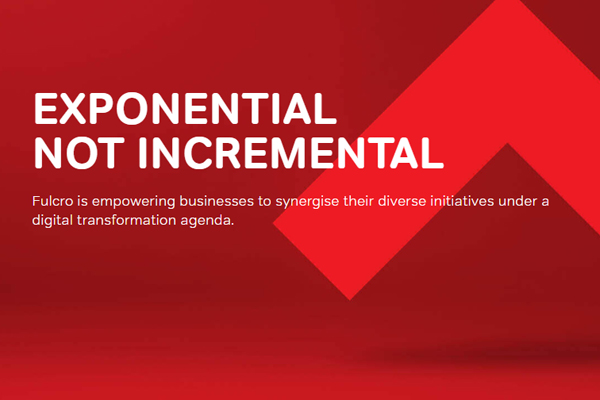 EXPONENTIAL
NOT INCREMENTAL
Fulcro is empowering businesses to synergise their diverse initiatives under a
digital transformation agenda.